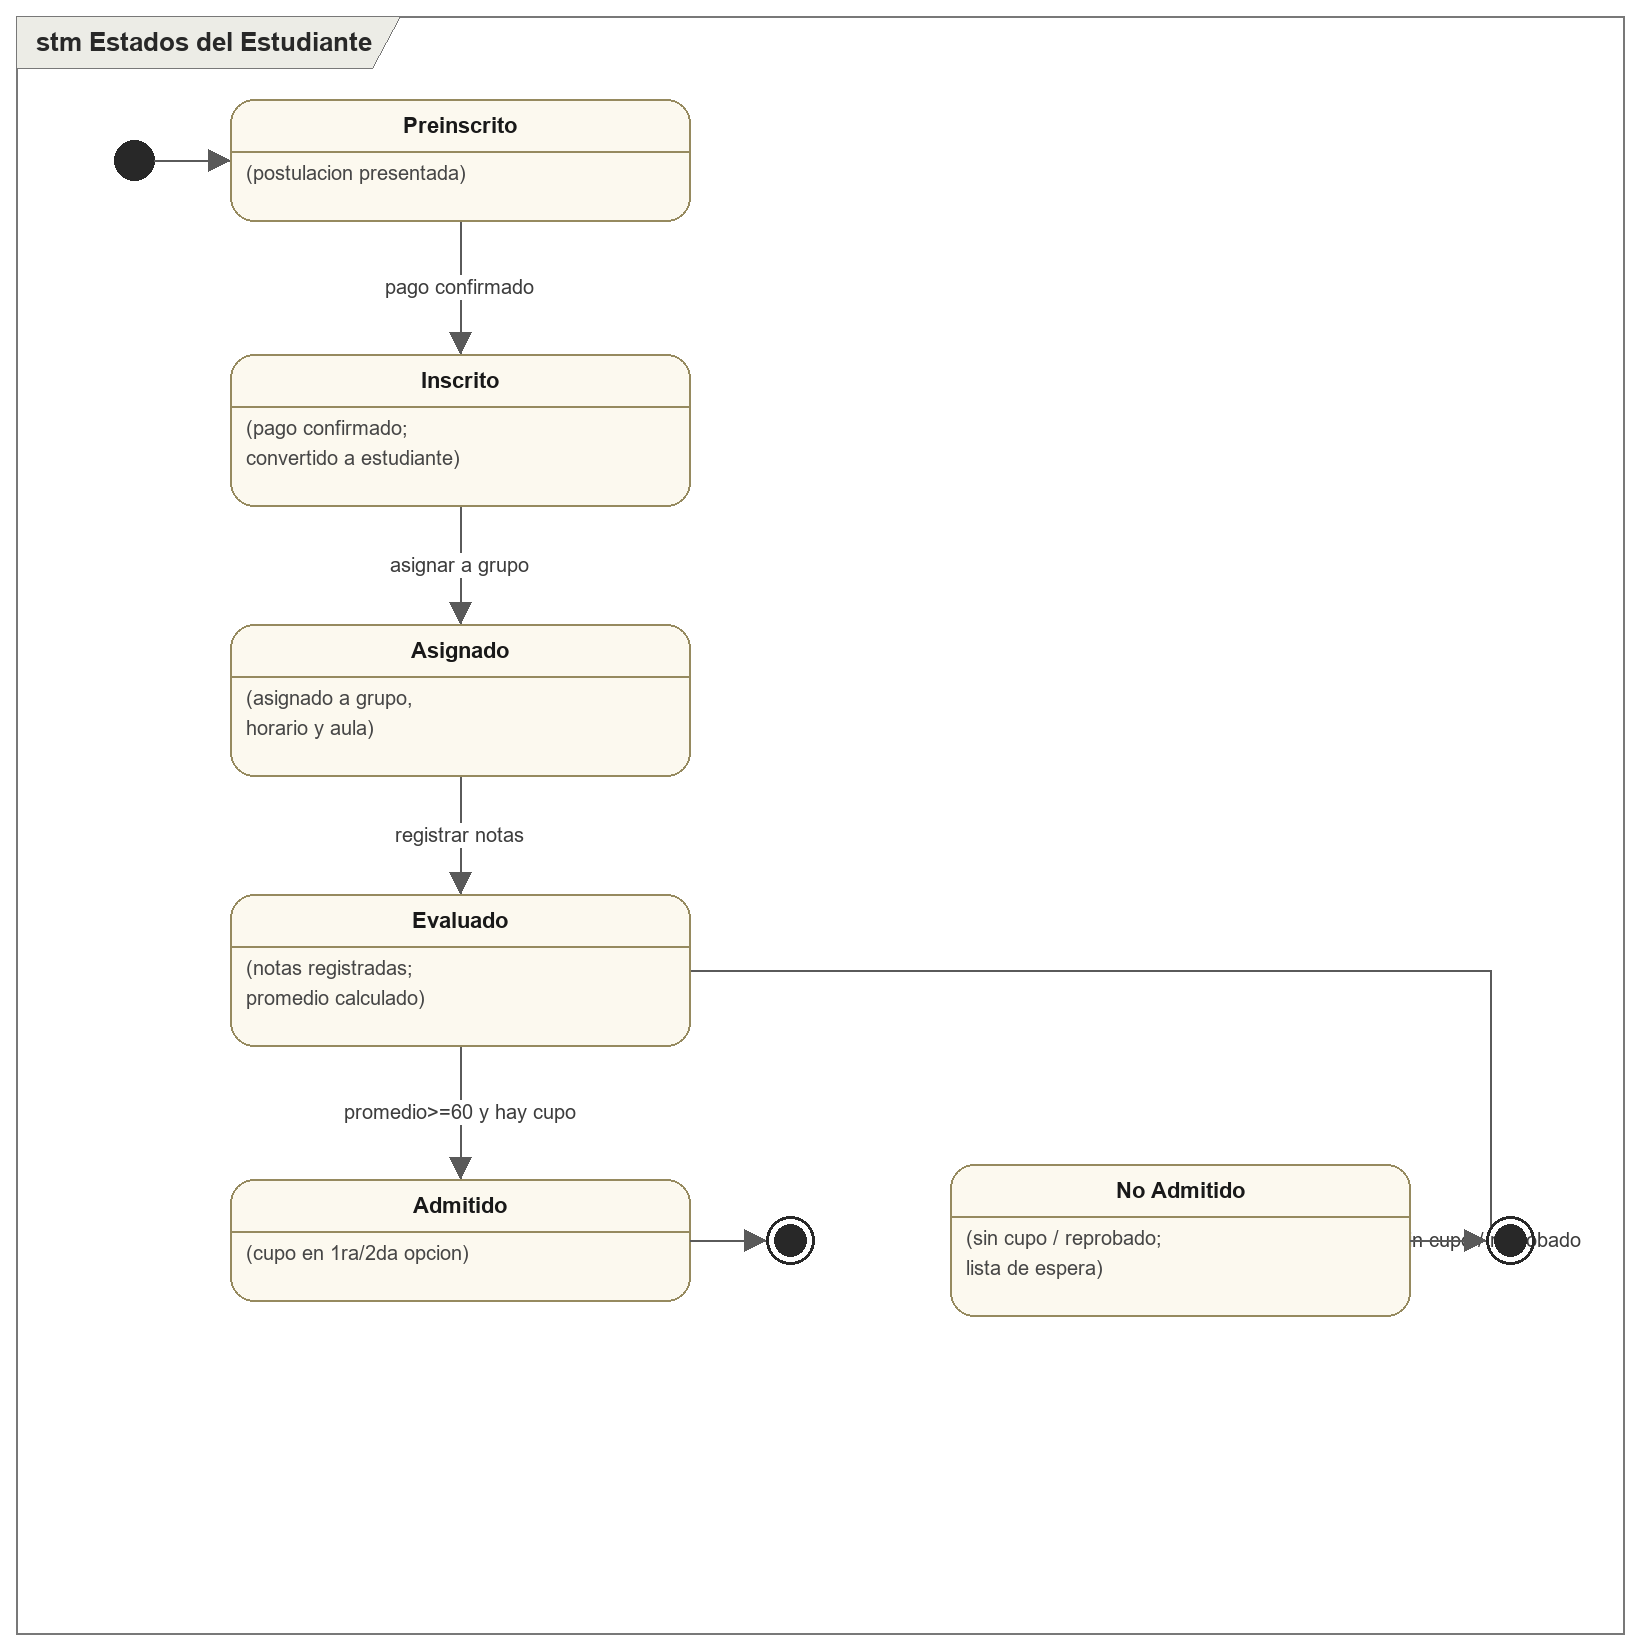 stm Estados del Estudiante
Preinscrito
(postulacion presentada)
pago confirmado
Inscrito
(pago confirmado;
convertido a estudiante)
asignar a grupo
Asignado
(asignado a grupo,
horario y aula)
registrar notas
Evaluado
(notas registradas;
promedio calculado)
promedio>=60 y hay cupo
Admitido
(cupo en 1ra/2da opcion)
No Admitido
(sin cupo / reprobado;
lista de espera)